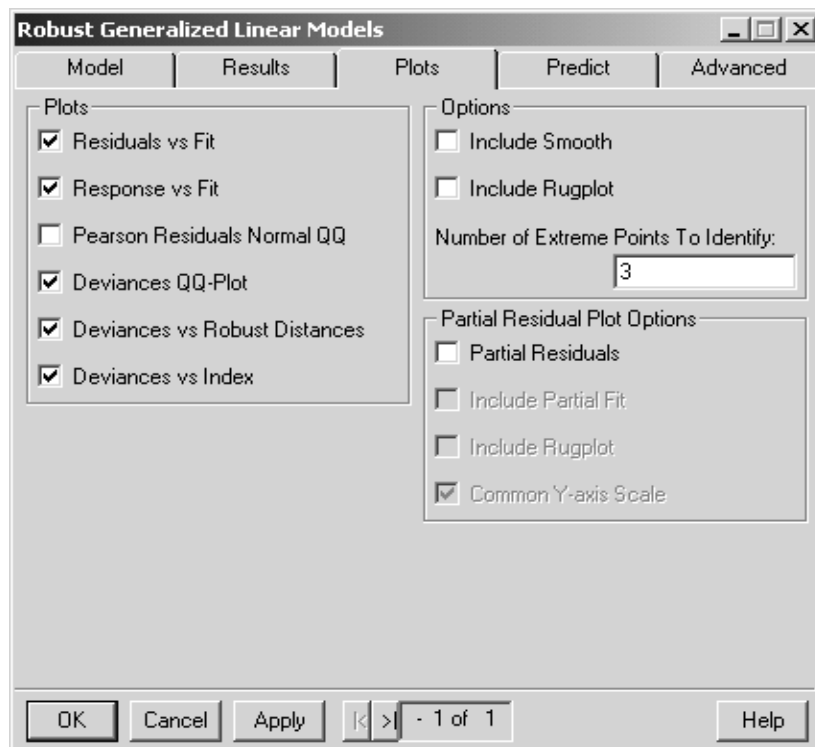 Robust Generalized Linear Models
Model Results Plots Predict Advanced
Plots
Residuals vs Fit
Response vs Fit
Pearson Residuals Normal QQ
Deviances QQ-Plot
Deviances vs Robust Distances
Deviances vs Index
Options
Include Smooth
Include Rugplot
Number of Extreme Points To Identify:
3
Partial Residual Plot Options
Partial Residuals
Include Partial Fit
Include Rugplot
Common Y-axis Scale
OK Cancel Apply |< >| - 1 of 1 Help